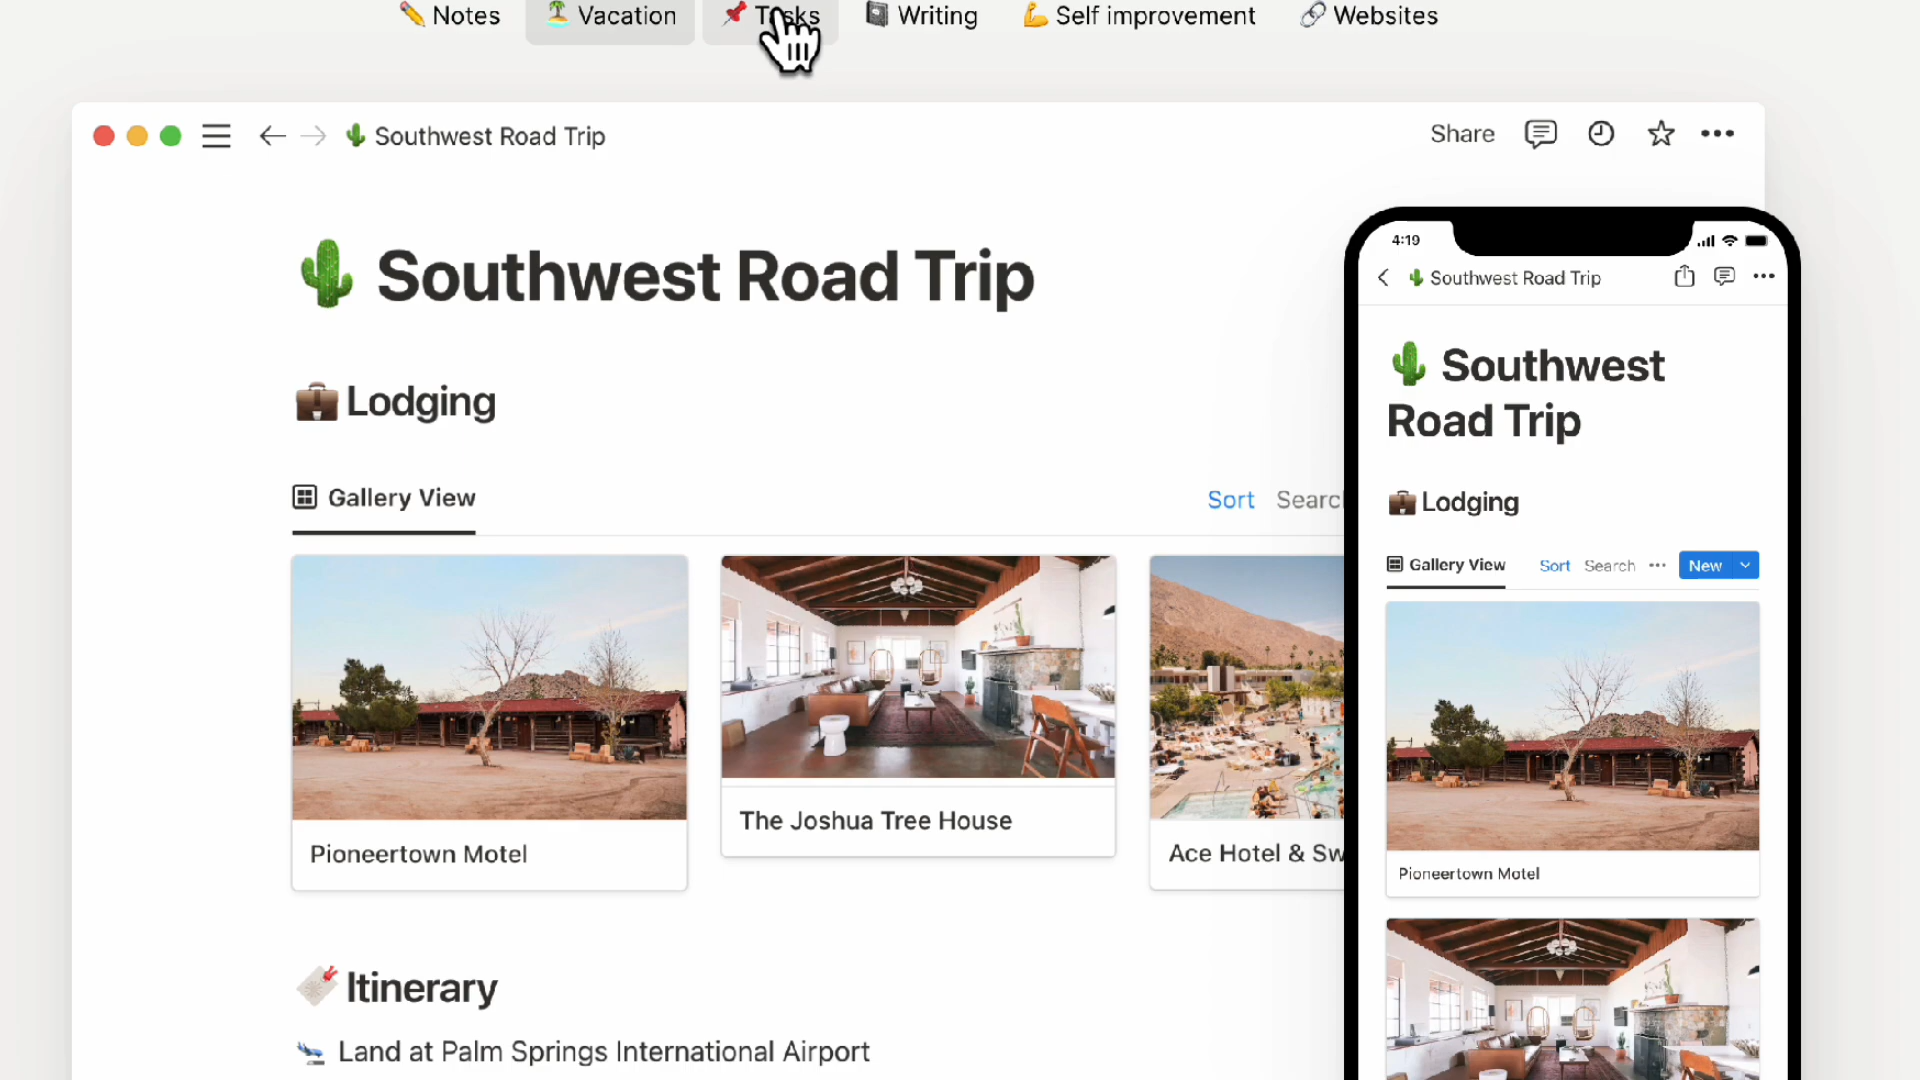 Notes Vacation Tasks Writing Self improvement Websites
Southwest Road Trip
Share
Southwest Road Trip
Lodging
Gallery View
Sort
Pioneertown Motel
The Joshua Tree House
Ace Hotel &
Itinerary
Land at Palm Springs International Airport
4:19
Southwest Road Trip
Southwest
Road Trip
Lodging
Gallery View Sort Search New
Pioneertown Motel